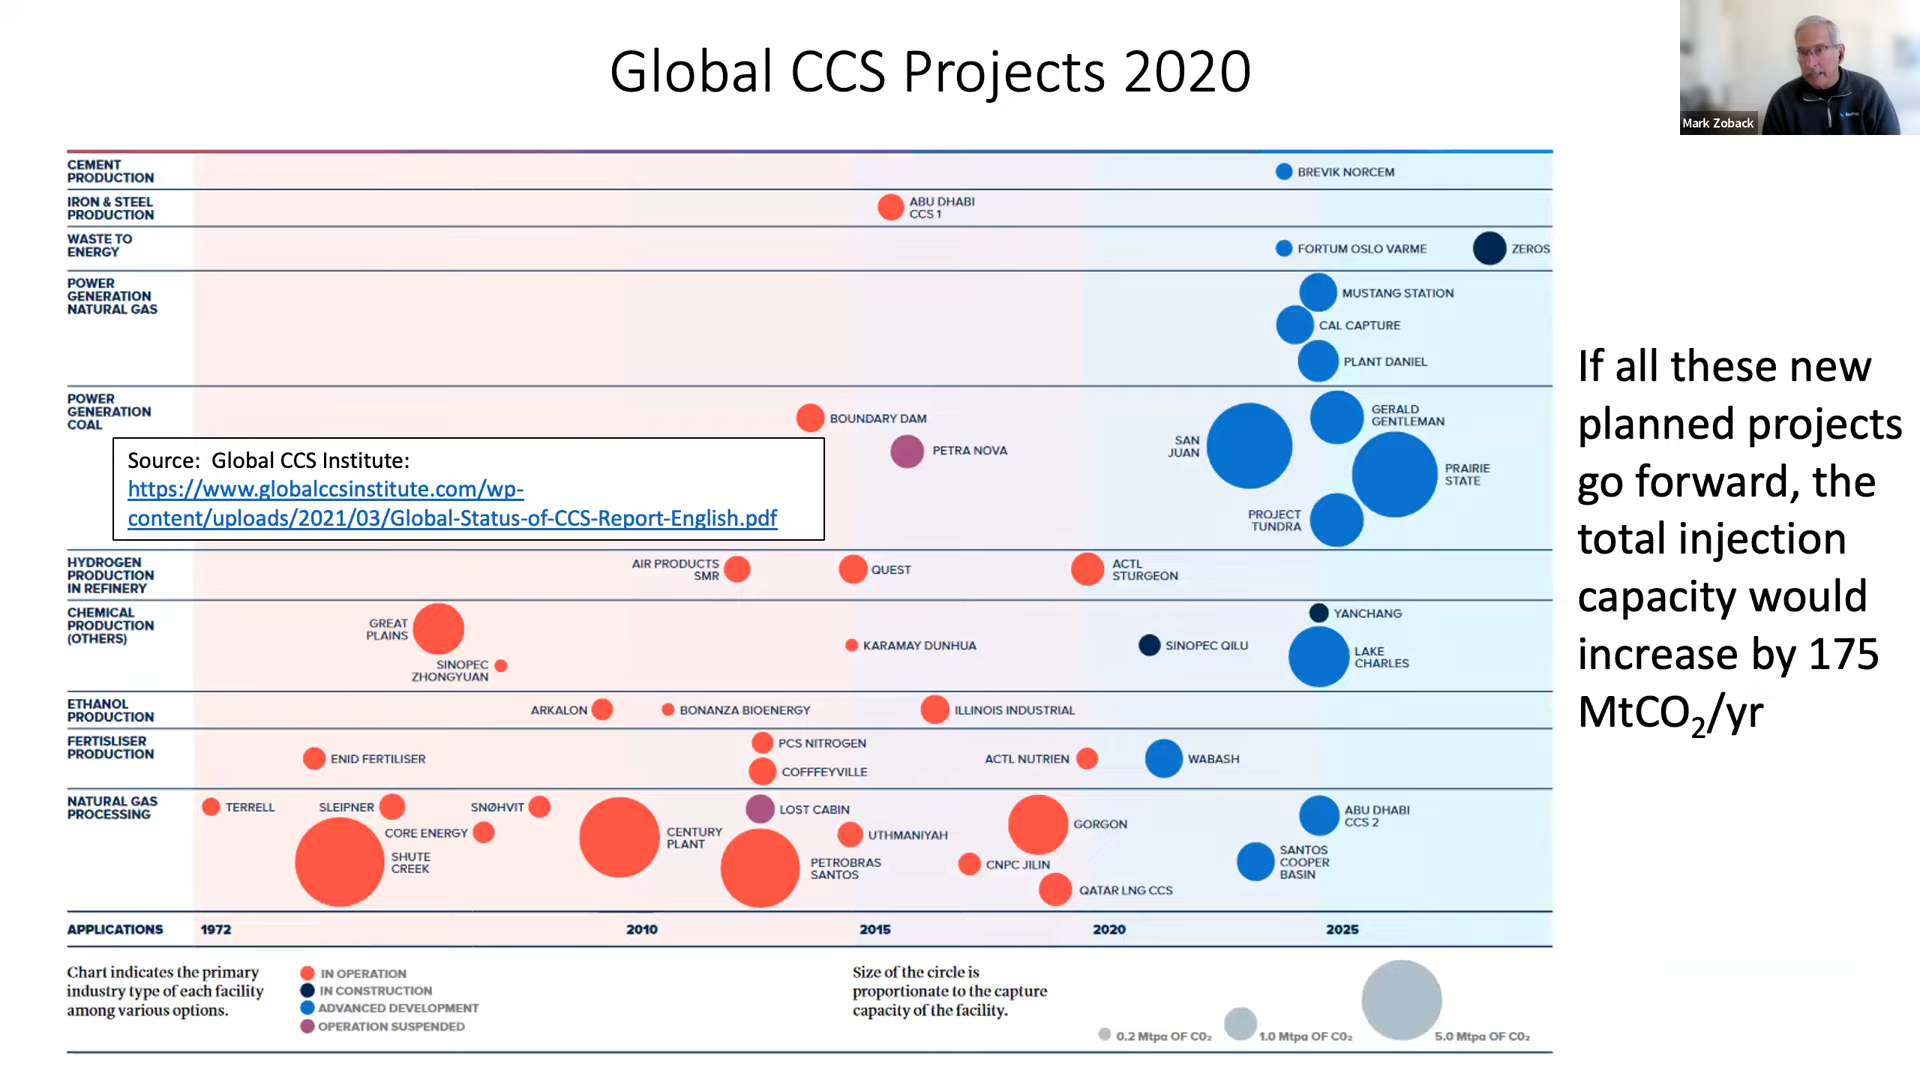 Global CCS Projects 2020
Mark Zoback
CEMENT
PRODUCTION
BREVIK NORCEM
IRON & STEEL
PRODUCTION
ABU DHABI
CCS 1
WASTE TO
ENERGY
FORTUM OSLO VARME
ZEROS
POWER
GENERATION
NATURAL GAS
MUSTANG STATION
CAL CAPTURE
PLANT DANIEL
POWER
GENERATION
COAL
BOUNDARY DAM
PETRA NOVA
SAN
JUAN
GERALD
GENTLEMAN
PRAIRIE
STATE
PROJECT
TUNDRA
Source: Global CCS Institute:
https://www.globalccsinstitute.com/wp-
content/uploads/2021/03/Global-Status-of-CCS-Report-English.pdf
HYDROGEN
PRODUCTION
IN REFINERY
AIR PRODUCTS
SMR
QUEST
ACTL
STURGEON
CHEMICAL
PRODUCTION
(OTHERS)
GREAT
PLAINS
SINOPEC
ZHONGYUAN
KARAMAY DUNHUA
SINOPEC QILU
YANCHANG
LAKE
CHARLES
ETHANOL
PRODUCTION
ARKALON
BONANZA BIOENERGY
ILLINOIS INDUSTRIAL
FERTISLISER
PRODUCTION
ENID FERTILISER
PCS NITROGEN
COFFFEYVILLE
ACTL NUTRIEN
WABASH
NATURAL GAS
PROCESSING
TERRELL
SLEIPNER
CORE ENERGY
SHUTE
CREEK
SNØHVIT
CENTURY
PLANT
LOST CABIN
PETROBRAS
SANTOS
UTHMANIYAH
CNPC JILIN
GORGON
QATAR LNG CCS
ABU DHABI
CCS 2
SANTOS
COOPER
BASIN
APPLICATIONS
1972
2010
2015
2020
2025
Chart indicates the primary
industry type of each facility
among various options.
IN OPERATION
IN CONSTRUCTION
ADVANCED DEVELOPMENT
OPERATION SUSPENDED
Size of the circle is
proportionate to the capture
capacity of the facility.
0.2 Mtpa OF CO₂
1.0 Mtpa OF CO₂
5.0 Mtpa OF CO₂
If all these new
planned projects
go forward, the
total injection
capacity would
increase by 175
MtCO₂/yr